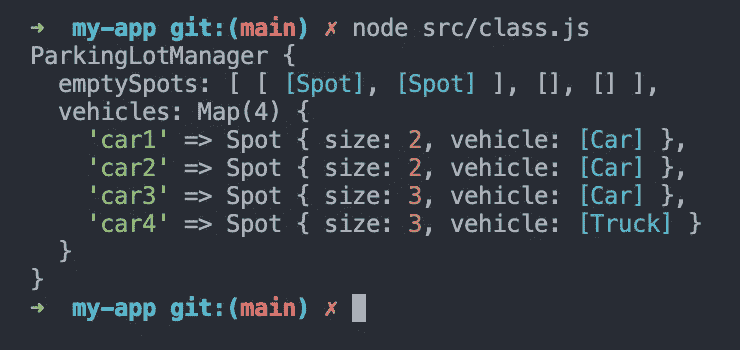 ➜  my-app git:(main) ✗ node src/class.js
ParkingLotManager {
  emptySpots: [ [ [Spot], [Spot] ], [], [] ],
  vehicles: Map(4) {
    'car1' => Spot { size: 2, vehicle: [Car] },
    'car2' => Spot { size: 2, vehicle: [Car] },
    'car3' => Spot { size: 3, vehicle: [Car] },
    'car4' => Spot { size: 3, vehicle: [Truck] }
  }
}
➜  my-app git:(main) ✗